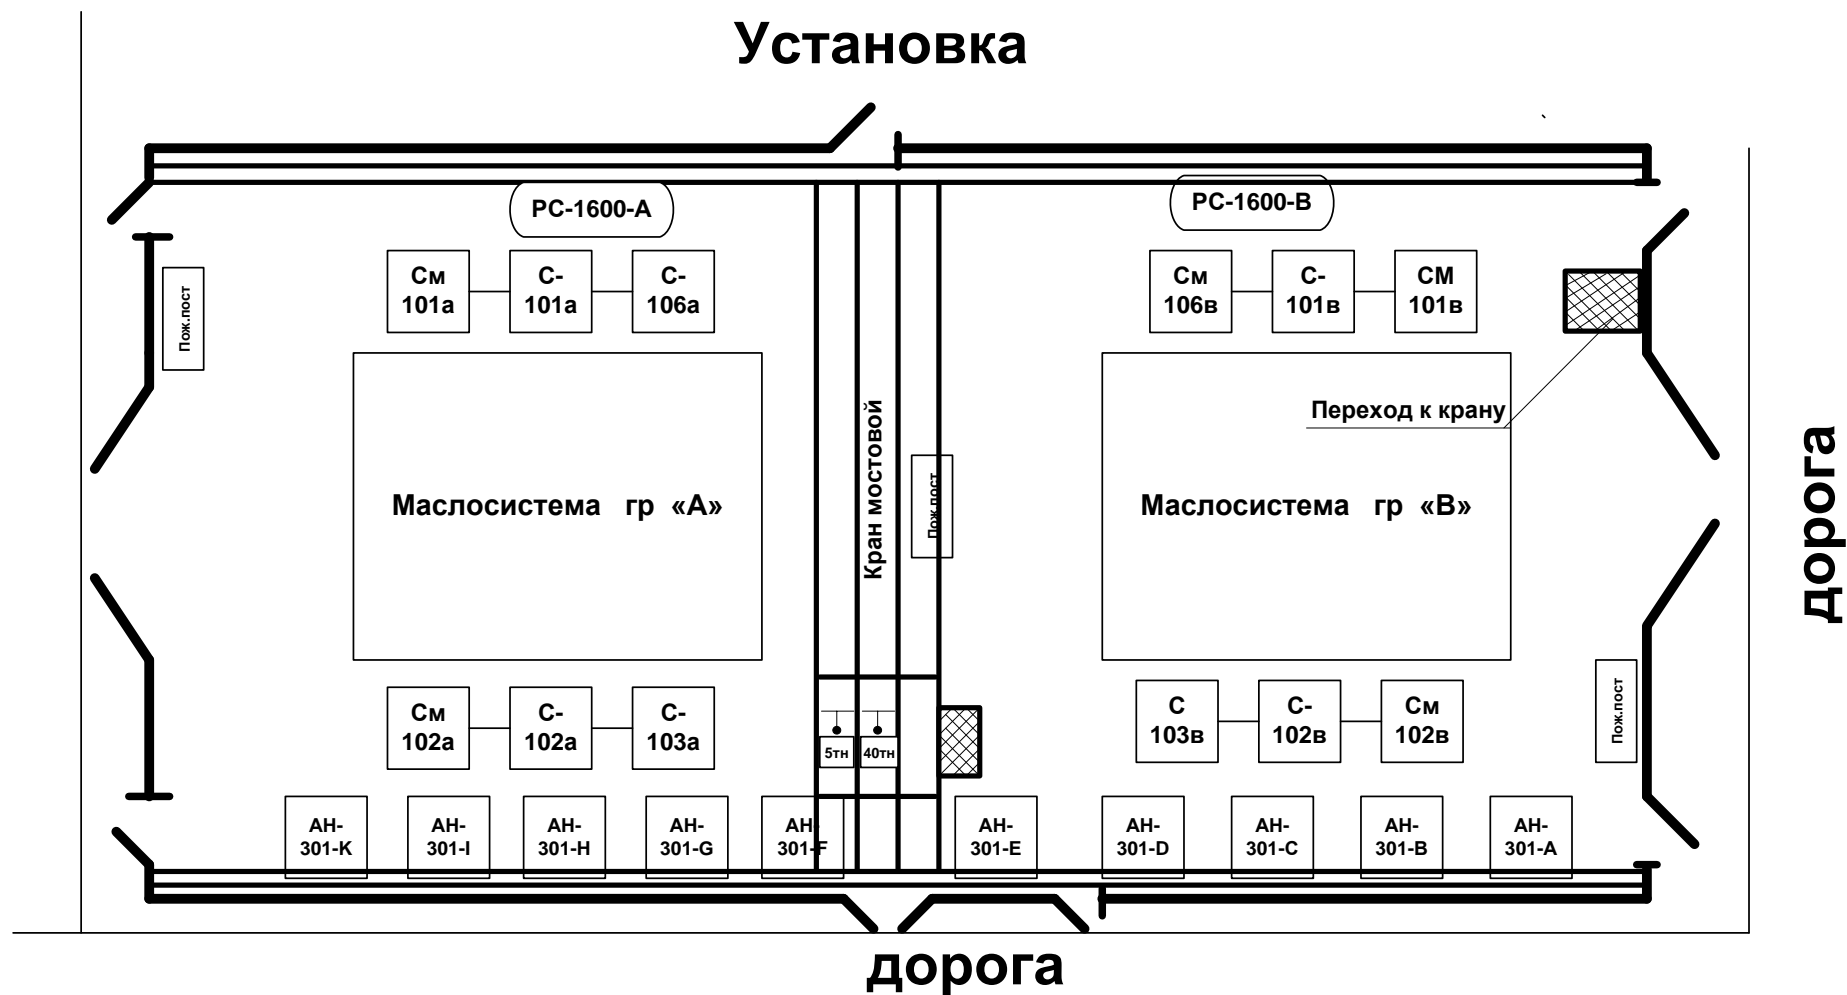 Установка
РС-1600-А
РС-1600-В
См
101а
С-
101а
С-
106а
См
106в
С-
101в
СМ
101в
Пож.пост
Переход к крану
Кран мостовой
Пож.пост
Маслосистема гр «А»
Маслосистема гр «В»
дорога
См
102а
С-
102а
С-
103а
5тн
40тн
С
103в
С-
102в
См
102в
Пож.пост
АН-
301-K
АН-
301-I
АН-
301-H
АН-
301-G
АН-
301-F
АН-
301-E
АН-
301-D
АН-
301-C
АН-
301-B
АН-
301-A
дорога